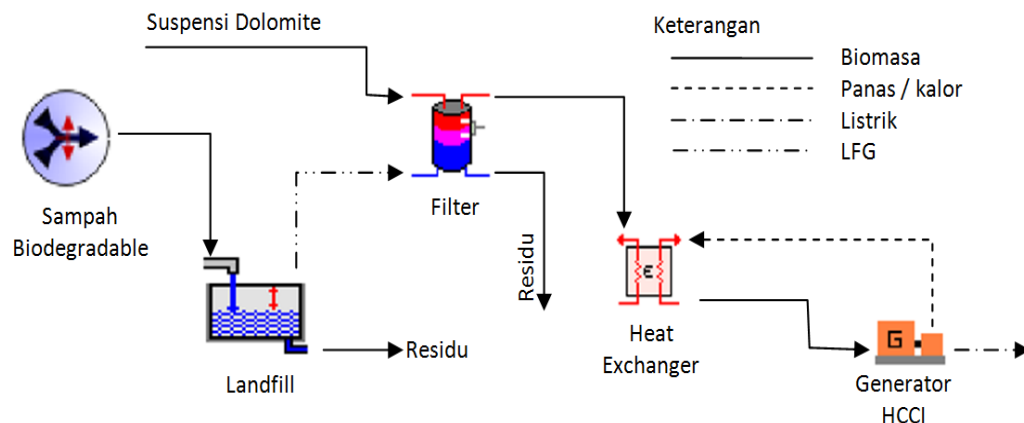 Suspensi Dolomite
Keterangan
Biomasa
Panas / kalor
Listrik
LFG
Sampah
Biodegradable
Filter
Residu
Landfill
Residu
ε
Heat
Exchanger
G
Generator
HCCI